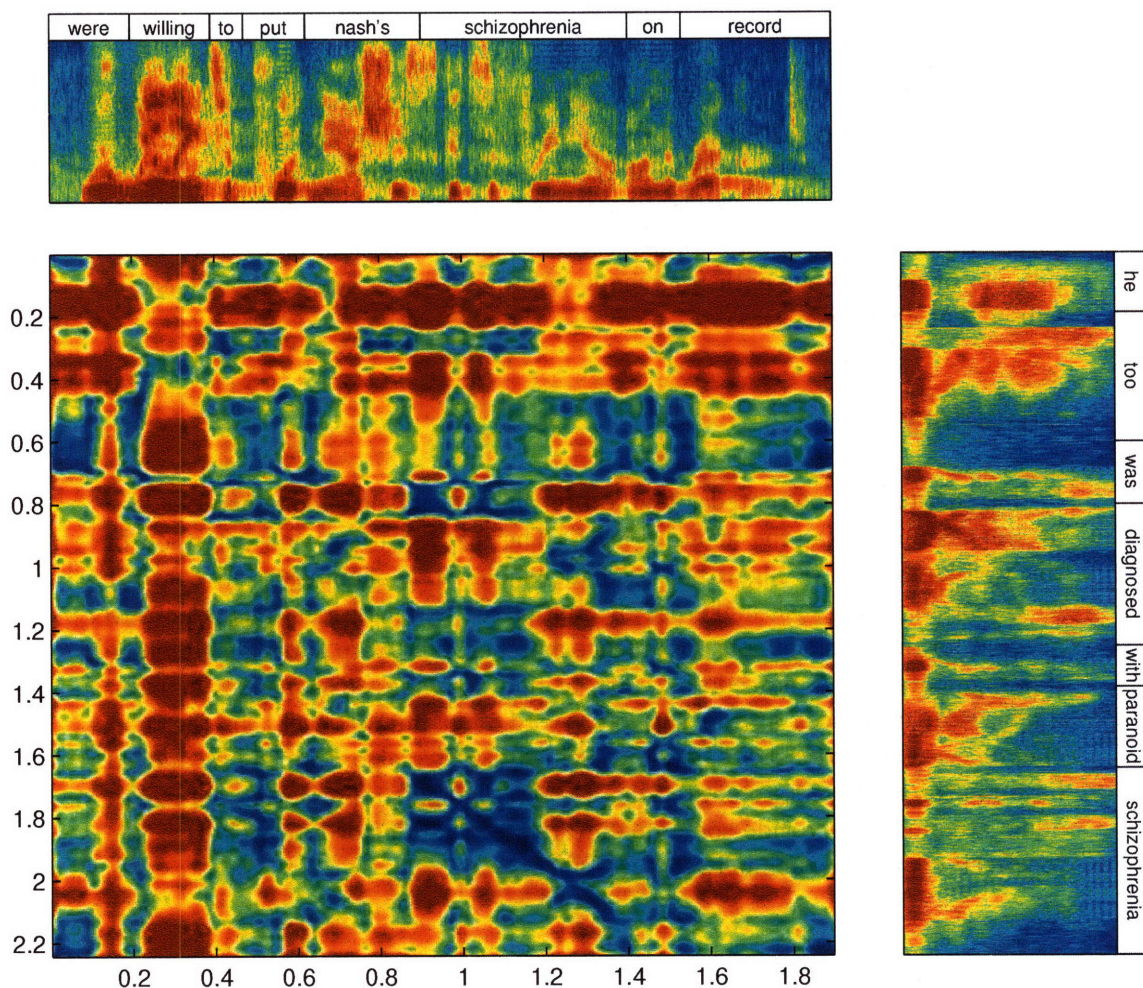 were willing to put nash's schizophrenia on record
0.2
0.4
0.6
0.8
1
1.2
1.4
1.6
1.8
2
2.2
0.2 0.4 0.6 0.8 1 1.2 1.4 1.6 1.8
he
too
was
diagnosed
with
paranoid
schizophrenia